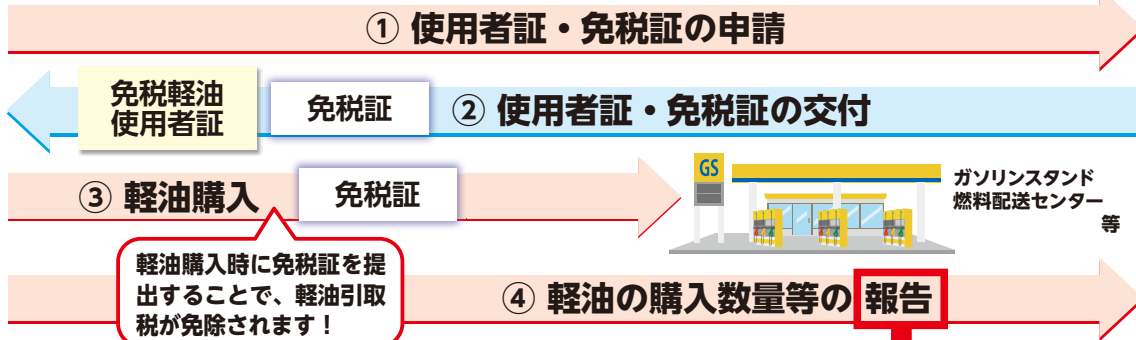 ① 使用者証・免税証の申請
免税軽油
使用者証
免税証
② 使用者証・免税証の交付
③ 軽油購入
免税証
GS
ガソリンスタンド
燃料配送センター
等
軽油購入時に免税証を提
出することで、軽油引取
税が免除されます！
④ 軽油の購入数量等の 報告